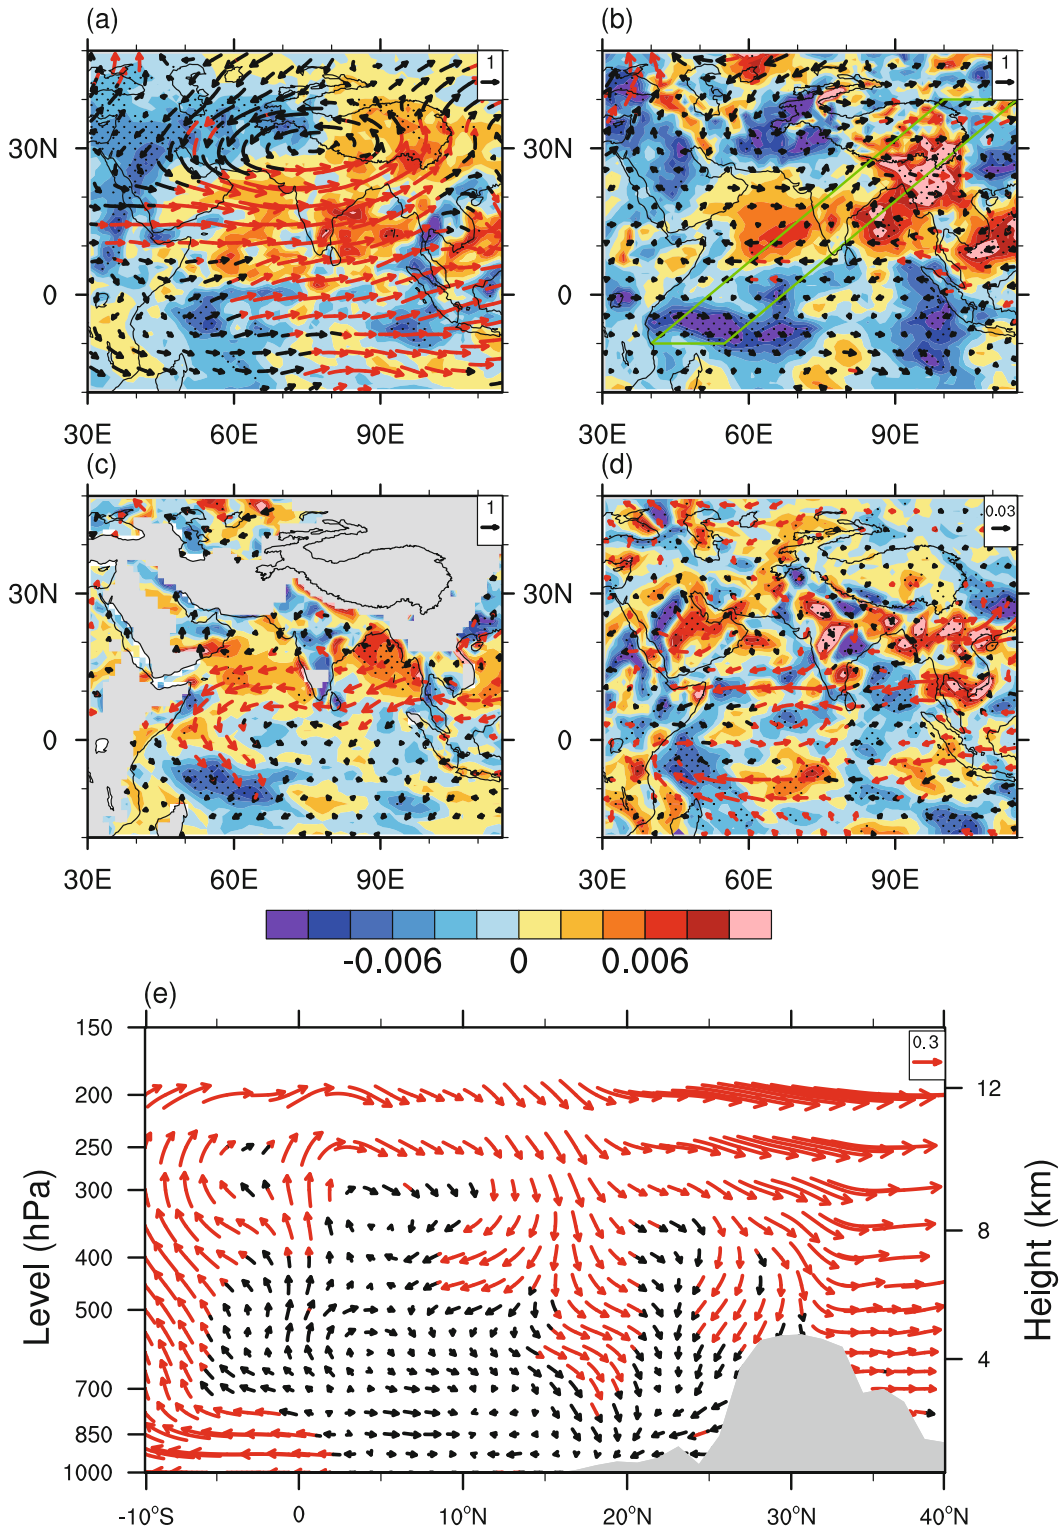 (a) (b)
1 1
30N 30N
0 0
30E 60E 90E 30E 60E 90E
(c) (d)
1 0.03
30N 30N
0 0
30E 60E 90E 30E 60E 90E
-0.006 0 0.006
(e)
0.3
150
200
250
300
400
500
700
850
925
1000
Level (hPa)
12
8
4
Height (km)
-10°S 0 10°N 20°N 30°N 40°N